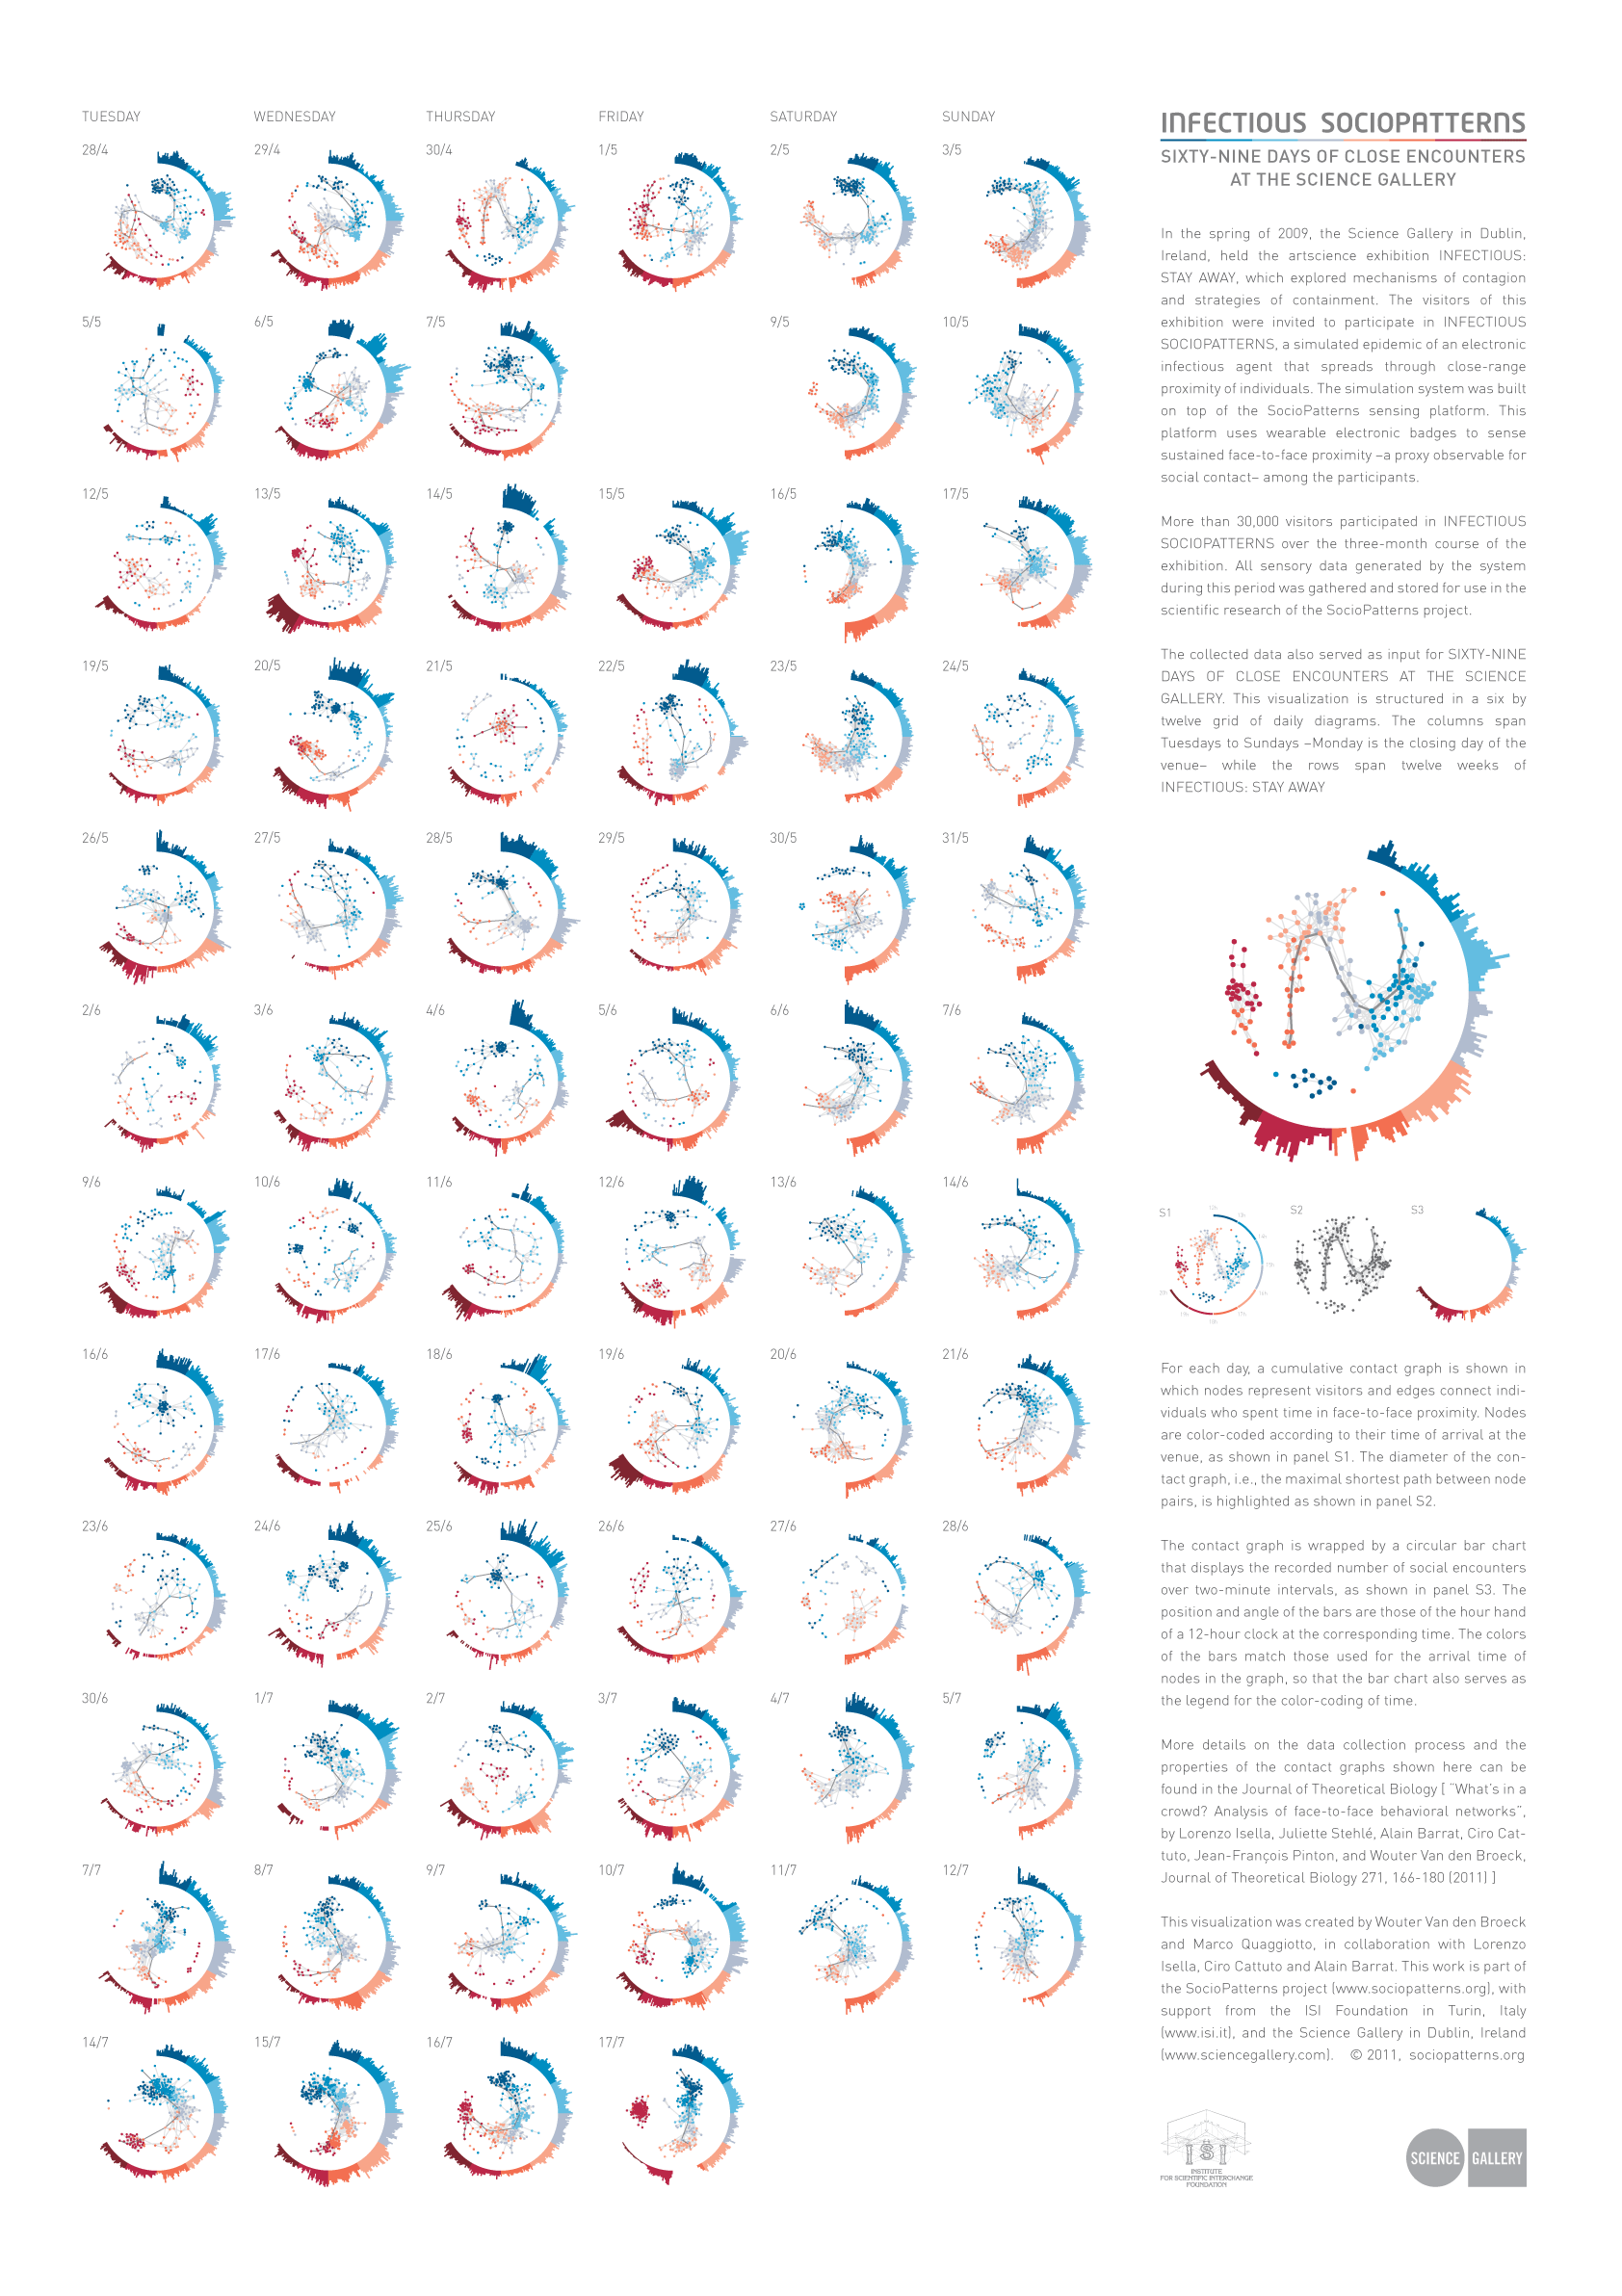 TUESDAY WEDNESDAY THURSDAY FRIDAY SATURDAY SUNDAY
28/4 29/4 30/4 1/5 2/5 3/5
5/5 6/5 7/5 9/5 10/5
12/5 13/5 14/5 15/5 16/5 17/5
19/5 20/5 21/5 22/5 23/5 24/5
26/5 27/5 28/5 29/5 30/5 31/5
2/6 3/6 4/6 5/6 6/6 7/6
9/6 10/6 11/6 12/6 13/6 14/6
16/6 17/6 18/6 19/6 20/6 21/6
23/6 24/6 25/6 26/6 27/6 28/6
30/6 1/7 2/7 3/7 4/7 5/7
7/7 8/7 9/7 10/7 11/7 12/7
14/7 15/7 16/7 17/7
INFECTIOUS SOCIOPATTERNS
SIXTY-NINE DAYS OF CLOSE ENCOUNTERS
AT THE SCIENCE GALLERY
In the spring of 2009, the Science Gallery in Dublin,
Ireland, held the artscience exhibition INFECTIOUS:
STAY AWAY, which explored mechanisms of contagion
and strategies of containment. The visitors of this
exhibition were invited to participate in INFECTIOUS
SOCIOPATTERNS, a simulated epidemic of an electronic
infectious agent that spreads through close-range
proximity of individuals. The simulation system was built
on top of the SocioPatterns sensing platform. This
platform uses wearable electronic badges to sense
sustained face-to-face proximity –a proxy observable for
social contact– among the participants.
More than 30,000 visitors participated in INFECTIOUS
SOCIOPATTERNS over the three-month course of the
exhibition. All sensory data generated by the system
during this period was gathered and stored for use in the
scientific research of the SocioPatterns project.
The collected data also served as input for SIXTY-NINE
DAYS OF CLOSE ENCOUNTERS AT THE SCIENCE
GALLERY. This visualization is structured in a six by
twelve grid of daily diagrams. The columns span
Tuesdays to Sundays –Monday is the closing day of the
venue– while the rows span twelve weeks of
INFECTIOUS: STAY AWAY
S1 S2 S3
For each day, a cumulative contact graph is shown in
which nodes represent visitors and edges connect indi-
viduals who spent time in face-to-face proximity. Nodes
are color-coded according to their time of arrival at the
venue, as shown in panel S1. The diameter of the con-
tact graph, i.e., the maximal shortest path between node
pairs, is highlighted as shown in panel S2.
The contact graph is wrapped by a circular bar chart
that displays the recorded number of social encounters
over two-minute intervals, as shown in panel S3. The
position and angle of the bars are those of the hour hand
of a 12-hour clock at the corresponding time. The colors
of the bars match those used for the arrival time of
nodes in the graph, so that the bar chart also serves as
the legend for the color-coding of time.
More details on the data collection process and the
properties of the contact graphs shown here can be
found in the Journal of Theoretical Biology [ “What’s in a
crowd? Analysis of face-to-face behavioral networks”,
by Lorenzo Isella, Juliette Stehlé, Alain Barrat, Ciro Cat-
tuto, Jean-François Pinton, and Wouter Van den Broeck,
Journal of Theoretical Biology 271, 166-180 (2011) ]
This visualization was created by Wouter Van den Broeck
and Marco Quaggiotto, in collaboration with Lorenzo
Isella, Ciro Cattuto and Alain Barrat. This work is part of
the SocioPatterns project (www.sociopatterns.org), with
support from the ISI Foundation in Turin, Italy
(www.isi.it), and the Science Gallery in Dublin, Ireland
(www.sciencegallery.com). © 2011, sociopatterns.org
ISI
INSTITUTE
FOR SCIENTIFIC INTERCHANGE
FOUNDATION
SCIENCE GALLERY